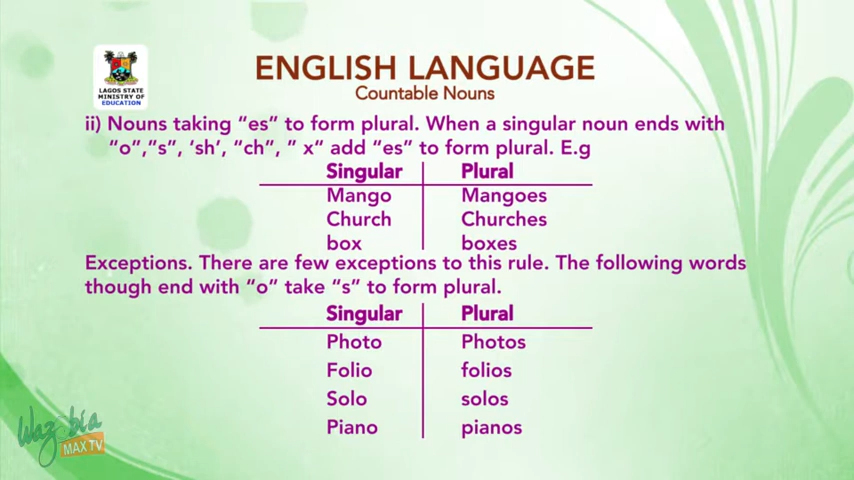 ENGLISH LANGUAGE
Countable Nouns
LAGOS STATE
MINISTRY OF
EDUCATION
ii) Nouns taking “es” to form plural. When a singular noun ends with
“o”,“s”, ‘sh’, “ch”, ” x“ add “es” to form plural. E.g
Singular Plural
Mango Mangoes
Church Churches
box boxes
Exceptions. There are few exceptions to this rule. The following words
though end with “o” take “s” to form plural.
Singular Plural
Photo Photos
Folio folios
Solo solos
Piano pianos
Wazobia
MAX TV